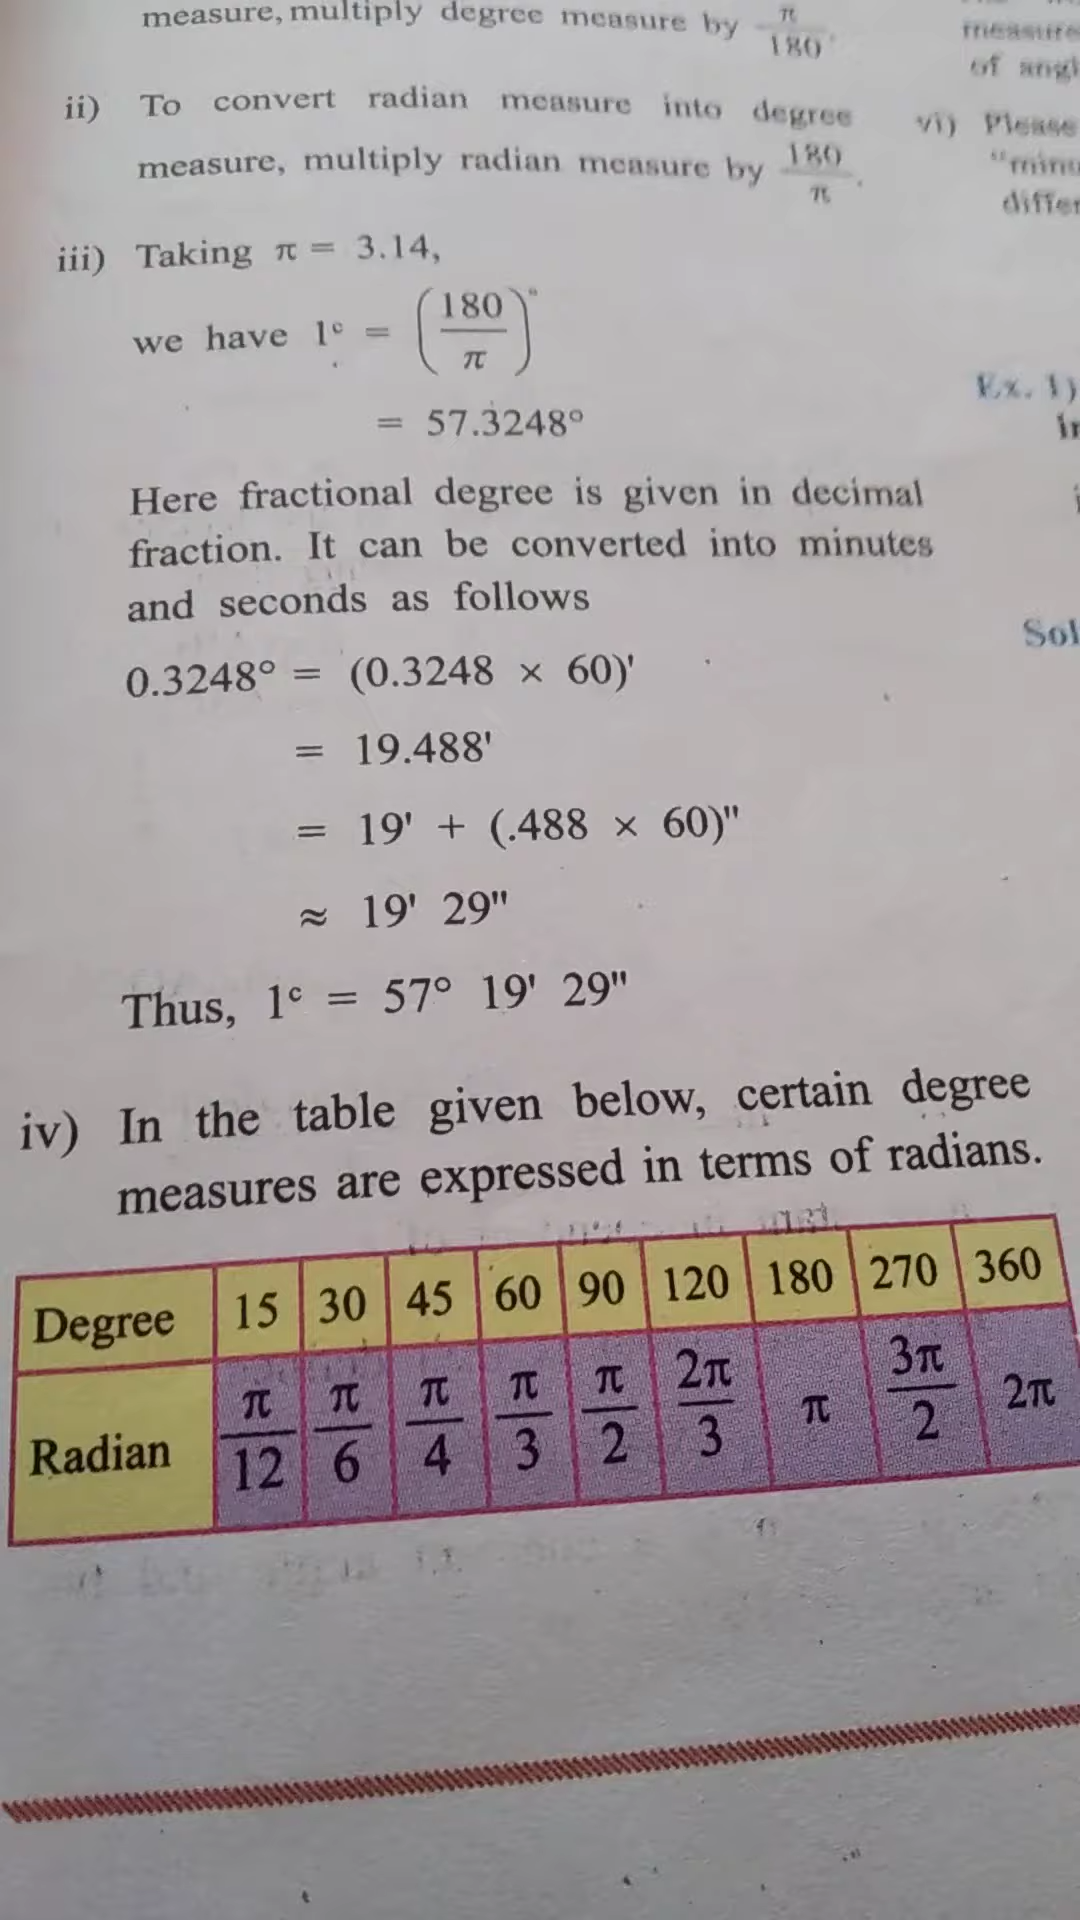 measure, multiply degree measure by π/180.
ii) To convert radian measure into degree
measure, multiply radian measure by 180/π.
iii) Taking π = 3.14,
we have 1ᶜ = (180/π)°
= 57.3248°
Here fractional degree is given in decimal
fraction. It can be converted into minutes
and seconds as follows
0.3248° = (0.3248 × 60)'
= 19.488'
= 19' + (.488 × 60)"
≈ 19' 29"
Thus, 1ᶜ = 57° 19' 29"
iv) In the table given below, certain degree
measures are expressed in terms of radians.
Degree 15 30 45 60 90 120 180 270 360
Radian π/12 π/6 π/4 π/3 π/2 2π/3 π 3π/2 2π
measure
of
vi) Please
Ex. 1)